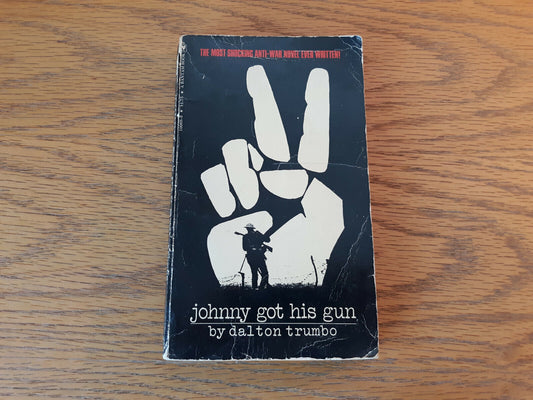 THE MOST SHOCKING ANTI-WAR NOVEL EVER WRITTEN!
johnny got his gun
by dalton trumbo